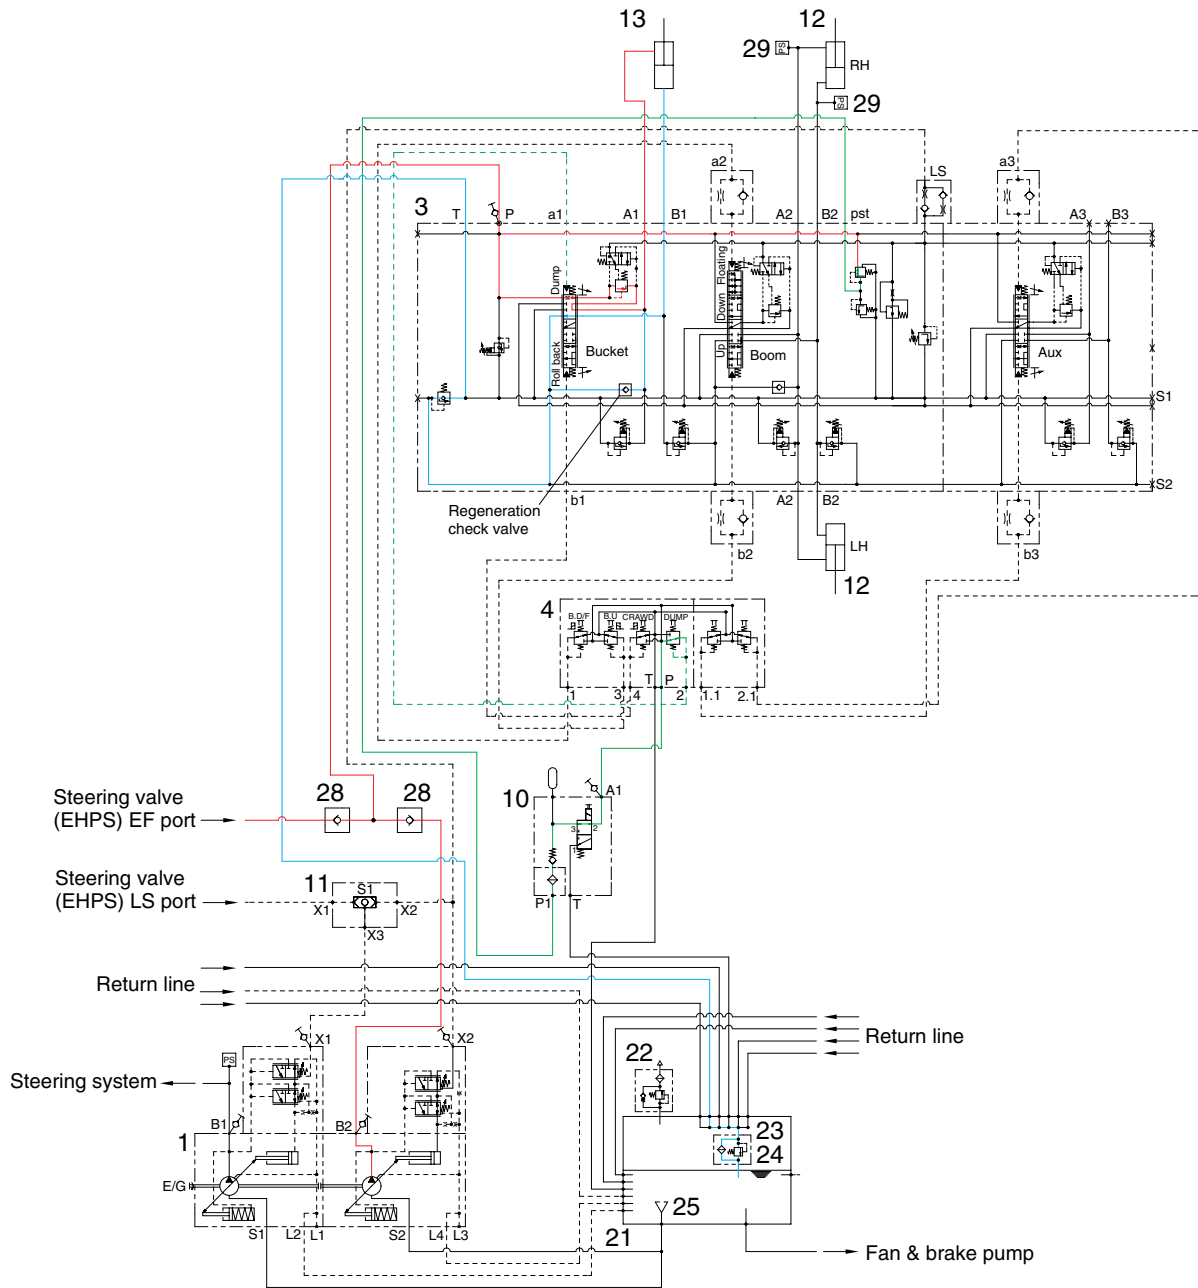 13
12
29
PS
RH
PS
29
a2
LS
a3
3
T
P
a1
A1
B1
A2
B2
pst
A3
B3
Dump
Roll back
Bucket
Floating
Down
Up
Boom
Aux
S1
S2
b1
A2
B2
Regeneration
check valve
b2
LH
b3
12
4
B.D/F
B.U
CRAWD
DUMP
T
P
1
3
4
2
1.1
2.1
10
A1
3
2
1
P1
T
Steering valve
(EHPS) EF port
28
28
Steering valve
(EHPS) LS port
11
S1
X1
X2
X3
Return line
Return line
X1
X2
PS
Steering system
22
B1
B2
1
23
24
E/G
25
S1
L2
L1
S2
L4
L3
21
Fan & brake pump